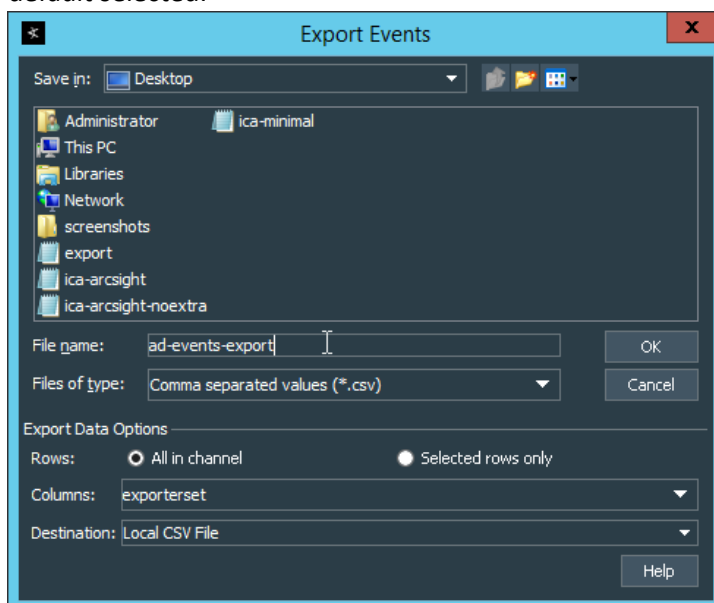 default selected.
Export Events
x
Save in: Desktop
Administrator ica-minimal
This PC
Libraries
Network
screenshots
export
ica-arcsight
ica-arcsight-noextra
File name: ad-events-export OK
Files of type: Comma separated values (*.csv) Cancel
Export Data Options
Rows: All in channel Selected rows only
Columns: exporterset
Destination: Local CSV File
Help